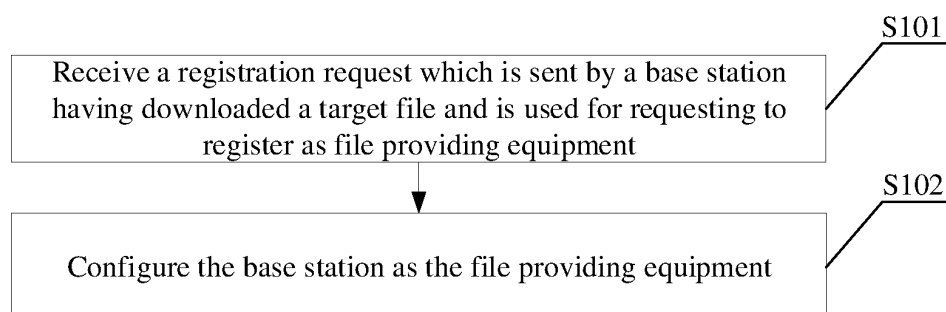 S101
Receive a registration request which is sent by a base station
having downloaded a target file and is used for requesting to
register as file providing equipment
S102
Configure the base station as the file providing equipment